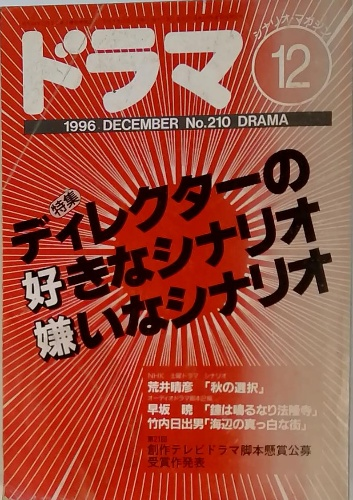 ドラマ
シナリオ・マガジン
12
1996 DECEMBER No.210 DRAMA
特集
ディレクターの
好きなシナリオ
嫌いなシナリオ
NHK 土曜ドラマ シナリオ
荒井晴彦 「秋の選択」
オーディオドラマ脚本二編
早坂 暁 「鐘は鳴るなり法隆寺」
竹内日出男「海辺の真っ白な街」
第21回
創作テレビドラマ脚本懸賞公募
受賞作発表